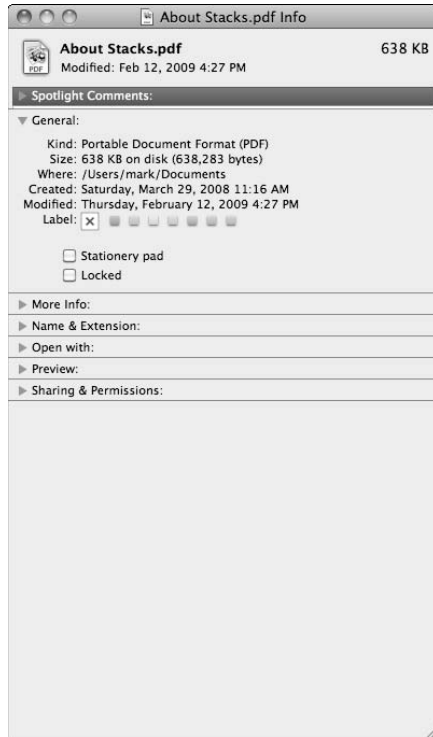 About Stacks.pdf Info
About Stacks.pdf 638 KB
Modified: Feb 12, 2009 4:27 PM
PDF
Spotlight Comments:
General:
Kind: Portable Document Format (PDF)
Size: 638 KB on disk (638,283 bytes)
Where: /Users/mark/Documents
Created: Saturday, March 29, 2008 11:16 AM
Modified: Thursday, February 12, 2009 4:27 PM
Label:
Stationery pad
Locked
More Info:
Name & Extension:
Open with:
Preview:
Sharing & Permissions: